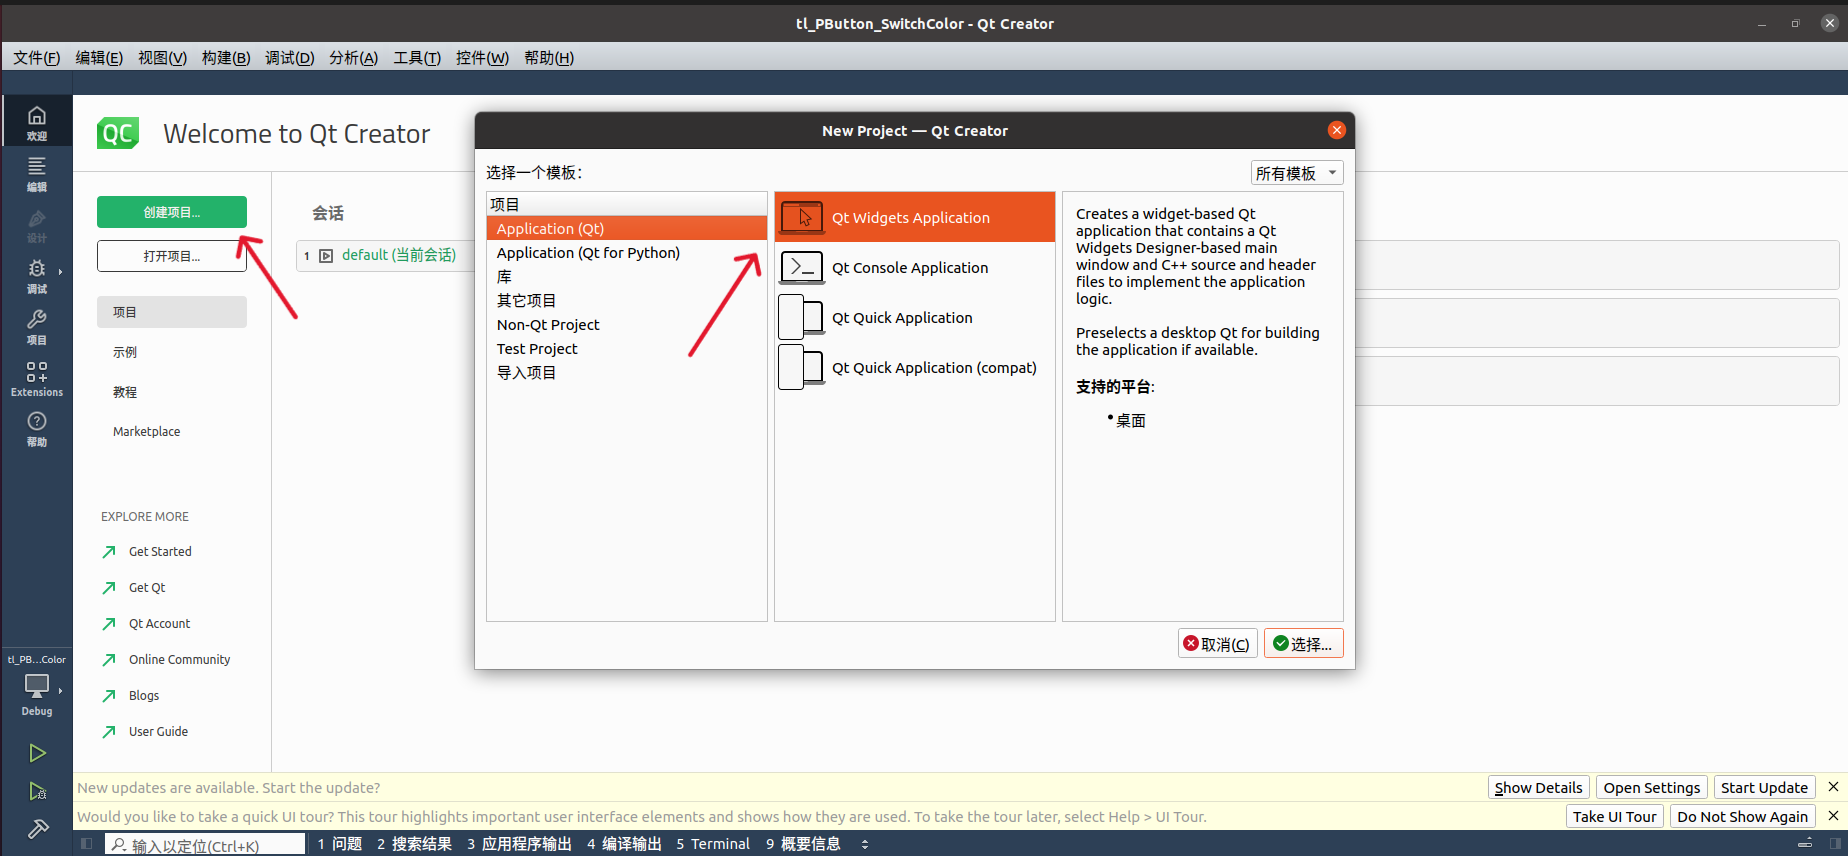 tl_PButton_SwitchColor - Qt Creator
文件(F) 编辑(E) 视图(V) 构建(B) 调试(D) 分析(A) 工具(T) 控件(W) 帮助(H)
欢迎
编辑
设计
调试
项目
Extensions
帮助
tl_PB...Color
Debug
QC Welcome to Qt Creator
创建项目...
打开项目...
项目
示例
教程
Marketplace
EXPLORE MORE
Get Started
Get Qt
Qt Account
Online Community
Blogs
User Guide
会话
1 default (当前会话)
New Project — Qt Creator
选择一个模板：
所有模板
项目
Application (Qt)
Application (Qt for Python)
库
其它项目
Non-Qt Project
Test Project
导入项目
Qt Widgets Application
Qt Console Application
Qt Quick Application
Qt Quick Application (compat)
Creates a widget-based Qt
application that contains a Qt
Widgets Designer-based main
window and C++ source and header
files to implement the application
logic.
Preselects a desktop Qt for building
the application if available.
支持的平台:
• 桌面
取消(C) 选择...
New updates are available. Start the update? Show Details Open Settings Start Update
Would you like to take a quick UI tour? This tour highlights important user interface elements and shows how they are used. To take the tour later, select Help > UI Tour. Take UI Tour Do Not Show Again
输入以定位(Ctrl+K) 1 问题 2 搜索结果 3 应用程序输出 4 编译输出 5 Terminal 9 概要信息